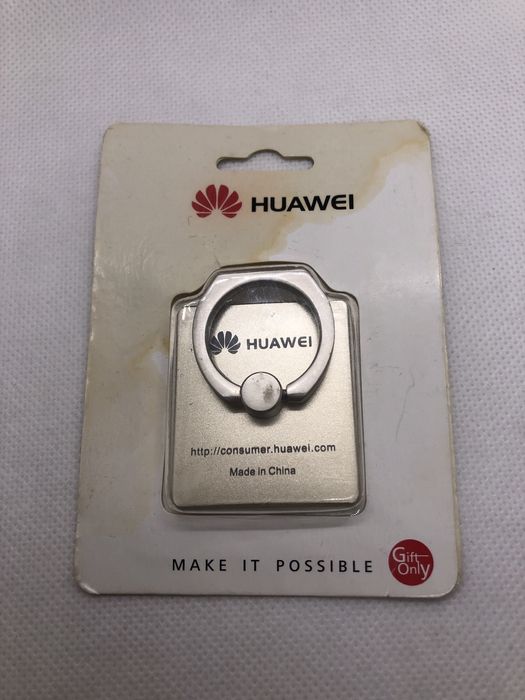 HUAWEI
HUAWEI
http://consumer.huawei.com
Made in China
MAKE IT POSSIBLE
Gift
Only